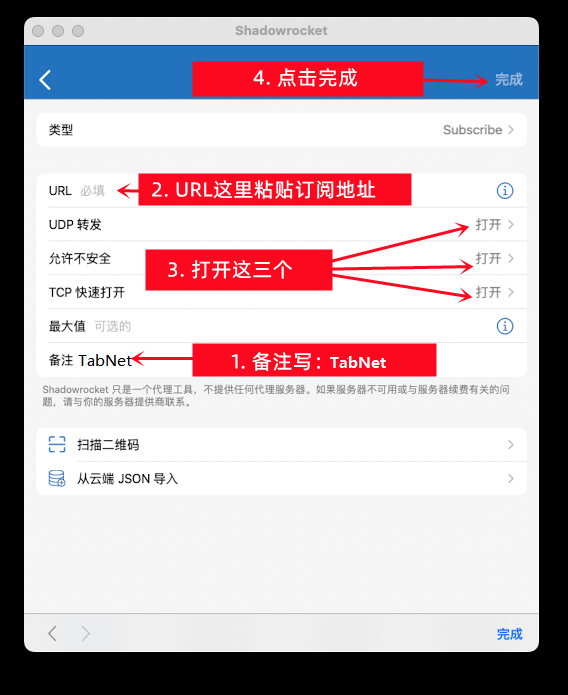 Shadowrocket
4. 点击完成
完成
类型
Subscribe
URL 必填
2. URL这里粘贴订阅地址
UDP 转发
打开
允许不安全
打开
3. 打开这三个
TCP 快速打开
打开
最大值 可选的
备注 TabNet
1. 备注写：TabNet
Shadowrocket 只是一个代理工具，不提供任何代理服务器。如果服务器不可用或与服务器续费有关的问
题，请与你的服务器提供商联系。
扫描二维码
从云端 JSON 导入
完成